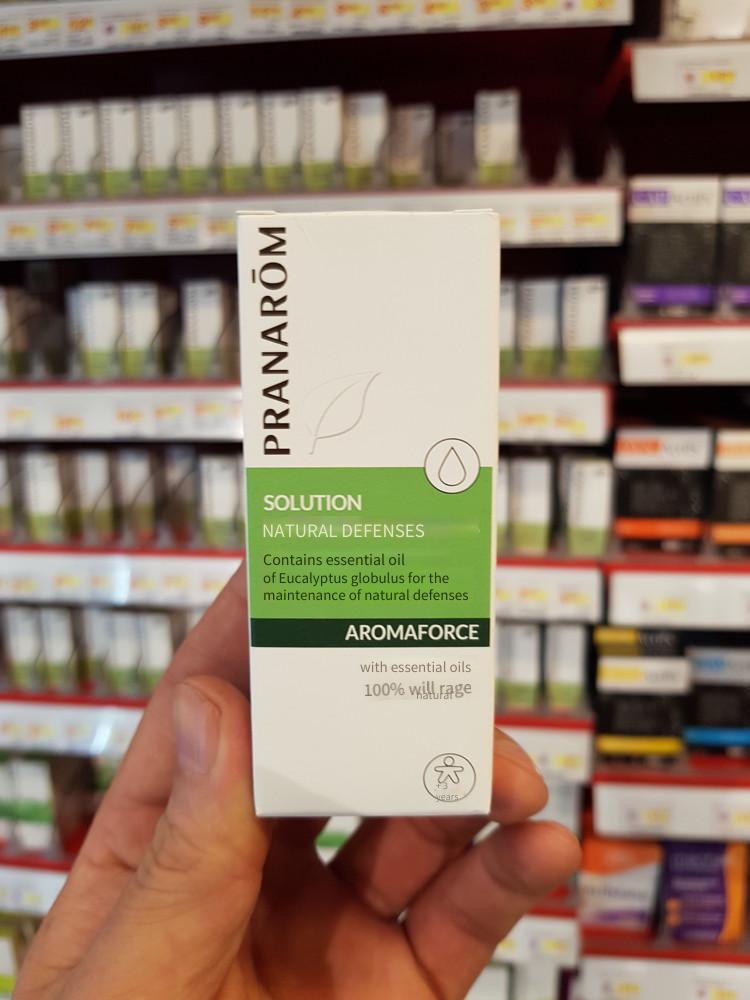 PRANARŌM
SOLUTION
NATURAL DEFENSES
Contains essential oil
of Eucalyptus globulus for the
maintenance of natural defenses
AROMAFORCE
with essential oils
100% will rage
natural
+3
years